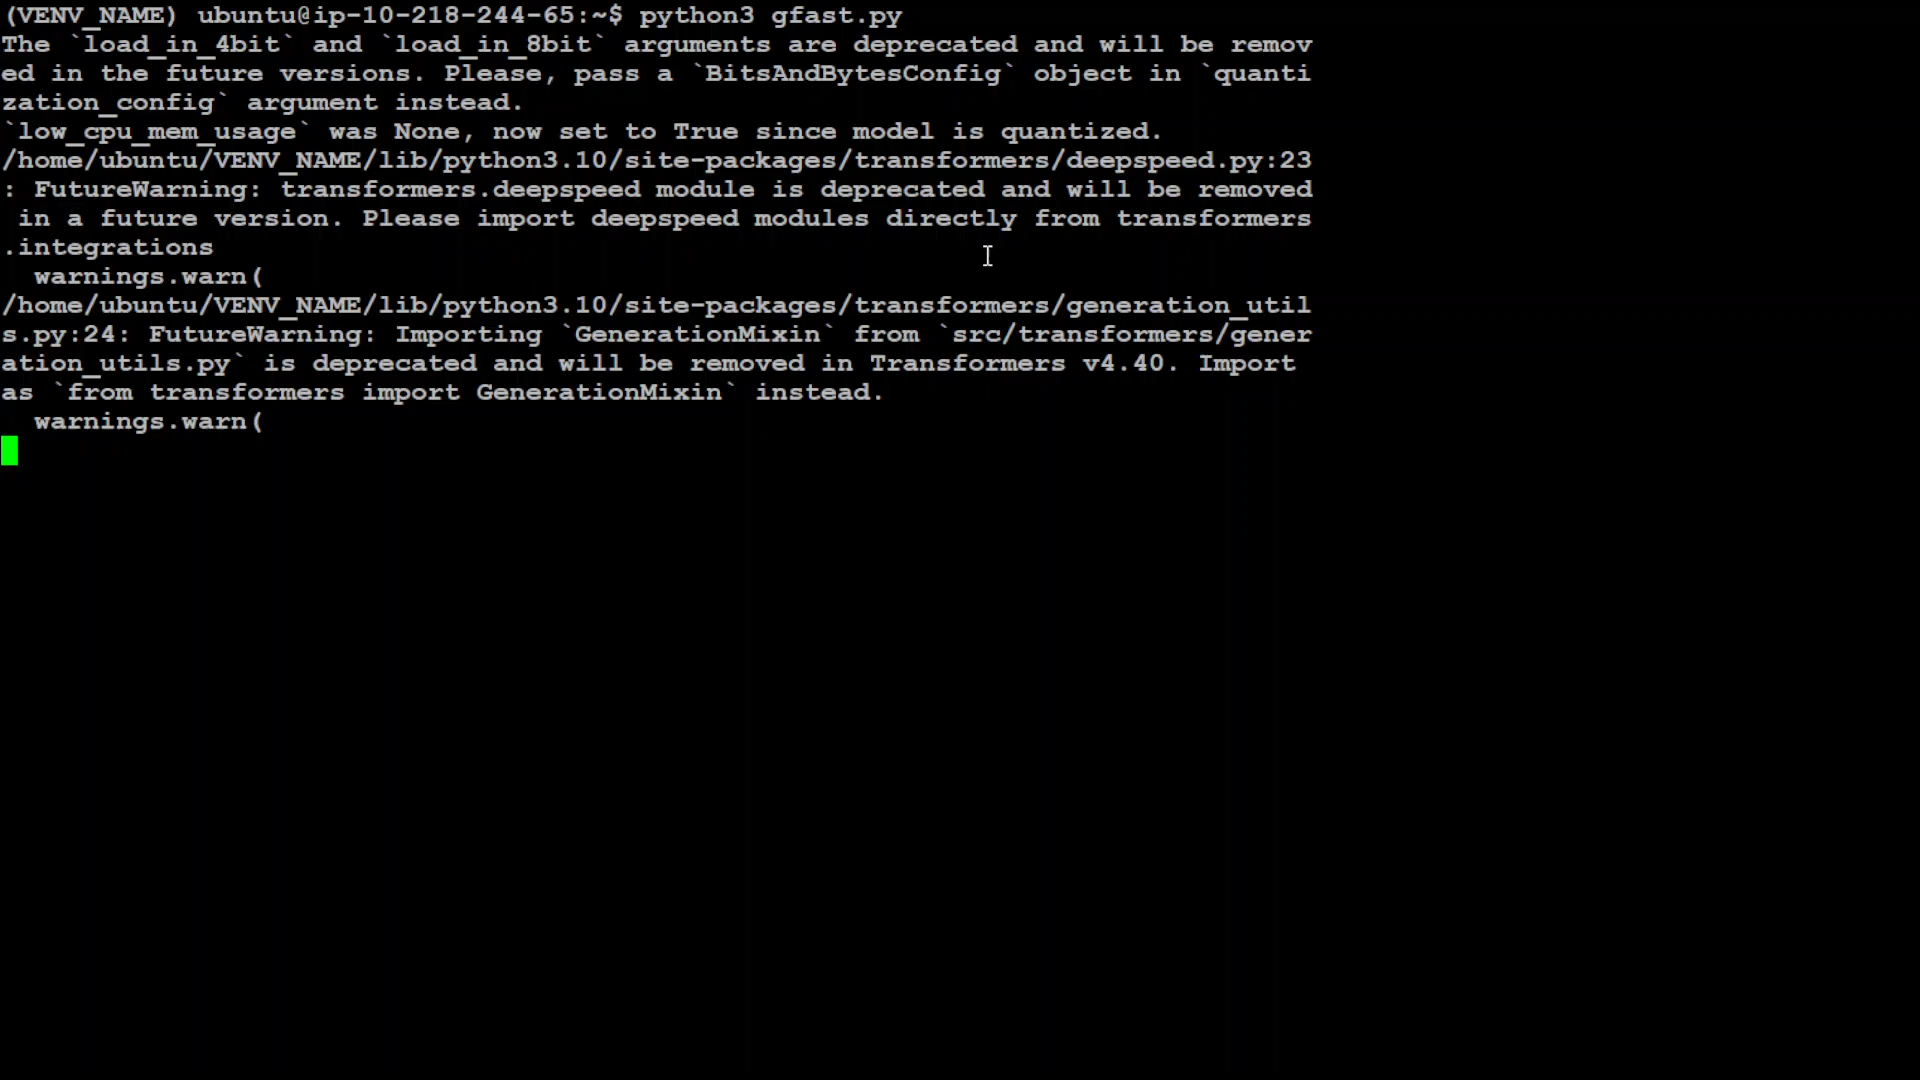 (VENV_NAME) ubuntu@ip-10-218-244-65:~$ python3 gfast.py
The `load_in_4bit` and `load_in_8bit` arguments are deprecated and will be remov
ed in the future versions. Please, pass a `BitsAndBytesConfig` object in `quanti
zation_config` argument instead.
`low_cpu_mem_usage` was None, now set to True since model is quantized.
/home/ubuntu/VENV_NAME/lib/python3.10/site-packages/transformers/deepspeed.py:23
: FutureWarning: transformers.deepspeed module is deprecated and will be removed
 in a future version. Please import deepspeed modules directly from transformers
.integrations
  warnings.warn(
/home/ubuntu/VENV_NAME/lib/python3.10/site-packages/transformers/generation_util
s.py:24: FutureWarning: Importing `GenerationMixin` from `src/transformers/gener
ation_utils.py` is deprecated and will be removed in Transformers v4.40. Import
as `from transformers import GenerationMixin` instead.
  warnings.warn(